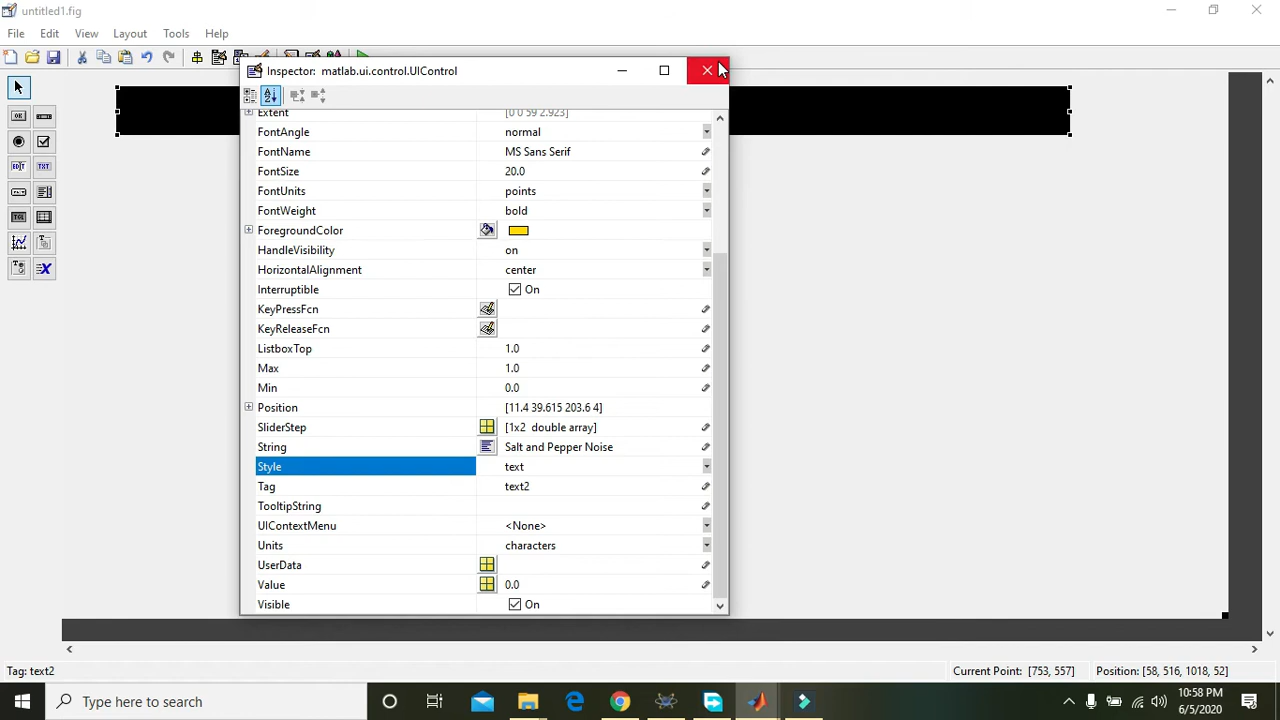 untitled1.fig
File Edit View Layout Tools Help
Inspector: matlab.ui.control.UIControl
Extent [0 0 59 2.923]
FontAngle normal
FontName MS Sans Serif
FontSize 20.0
FontUnits points
FontWeight bold
ForegroundColor
HandleVisibility on
HorizontalAlignment center
Interruptible On
KeyPressFcn
KeyReleaseFcn
ListboxTop 1.0
Max 1.0
Min 0.0
Position [11.4 39.615 203.6 4]
SliderStep [1x2 double array]
String Salt and Pepper Noise
Style text
Tag text2
TooltipString
UIContextMenu <None>
Units characters
UserData
Value 0.0
Visible On
OK
EDIT TXT
TGL
Tag: text2 Current Point: [753, 557] Position: [58, 516, 1018, 52]
Type here to search
10:58 PM
6/5/2020